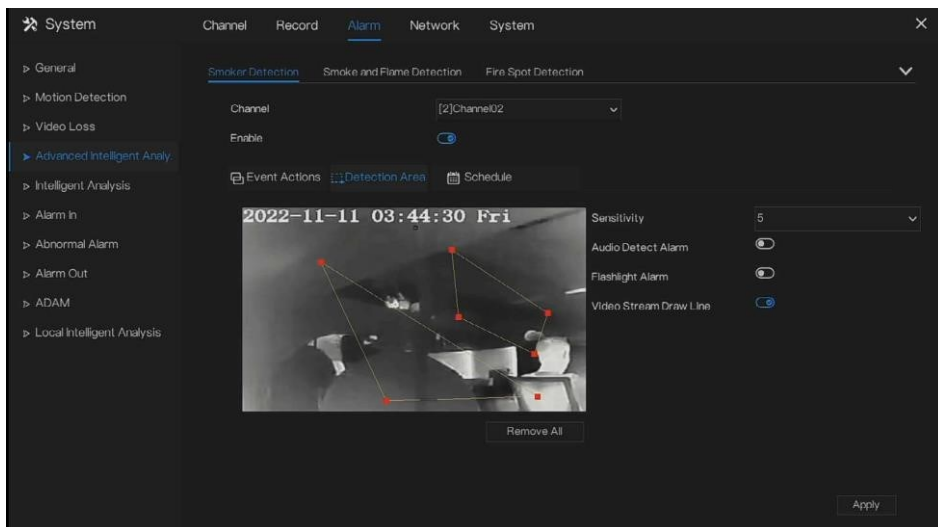 System
Channel Record Alarm Network System
General
Motion Detection
Video Loss
Advanced Intelligent Analy.
Intelligent Analysis
Alarm In
Abnormal Alarm
Alarm Out
ADAM
Local Intelligent Analysis
Smoker Detection Smoke and Flame Detection Fire Spot Detection
Channel [2]Channel02
Enable
Event Actions Detection Area Schedule
2022-11-11 03:44:30 Fri
Sensitivity 5
Audio Detect Alarm
Flashlight Alarm
Video Stream Draw Line
Remove All
Apply